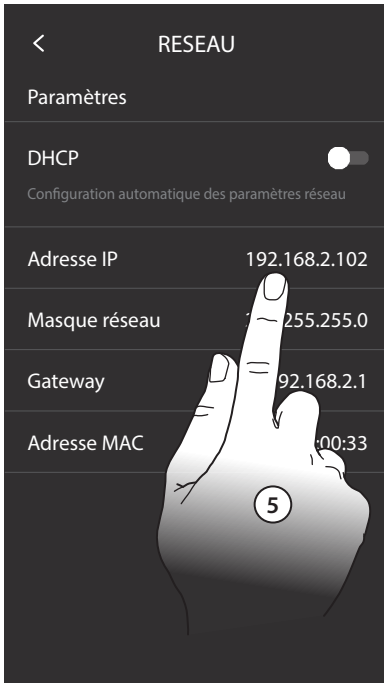 RESEAU
Paramètres
DHCP
Configuration automatique des paramètres réseau
Adresse IP 192.168.2.102
Masque réseau 255.255.0
Gateway 92.168.2.1
Adresse MAC :00:33
5